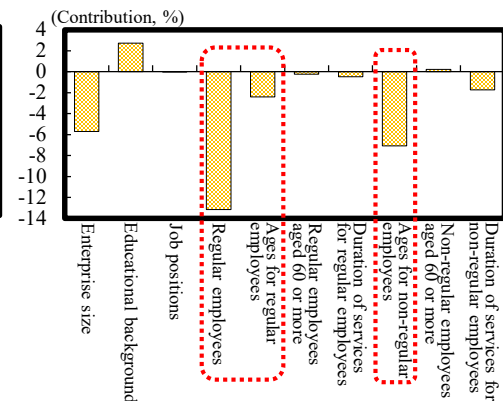 (Contribution, %)
4
2
0
-2
-4
-6
-8
-10
-12
-14
Enterprise size
Educational background
Job positions
Regular employees
Ages for regular
employees
Regular employees
aged 60 or more
Duration of services
for regular employees
Ages for non-regular
employees
Non-regular employees
aged 60 or more
Duration of services for
non-regular employees